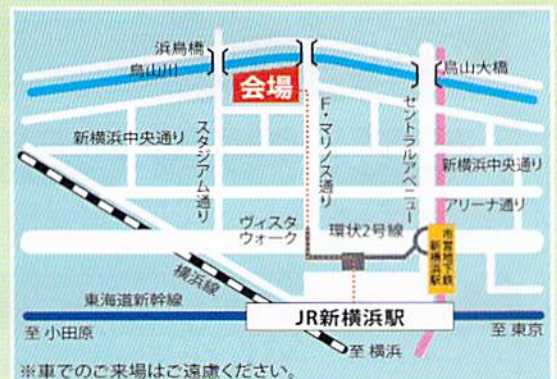 浜鳥橋
鳥山川
会場
鳥山大橋
新横浜中央通り
スタジアム通り
F・マリノス通り
セントラルアベニュー
新横浜中央通り
アリーナ通り
ヴィスタ
ウォーク
環状2号線
市営地下鉄
新横浜駅
横浜線
東海道新幹線
JR新横浜駅
至 小田原
至 東京
至 横浜
※車でのご来場はご遠慮ください。